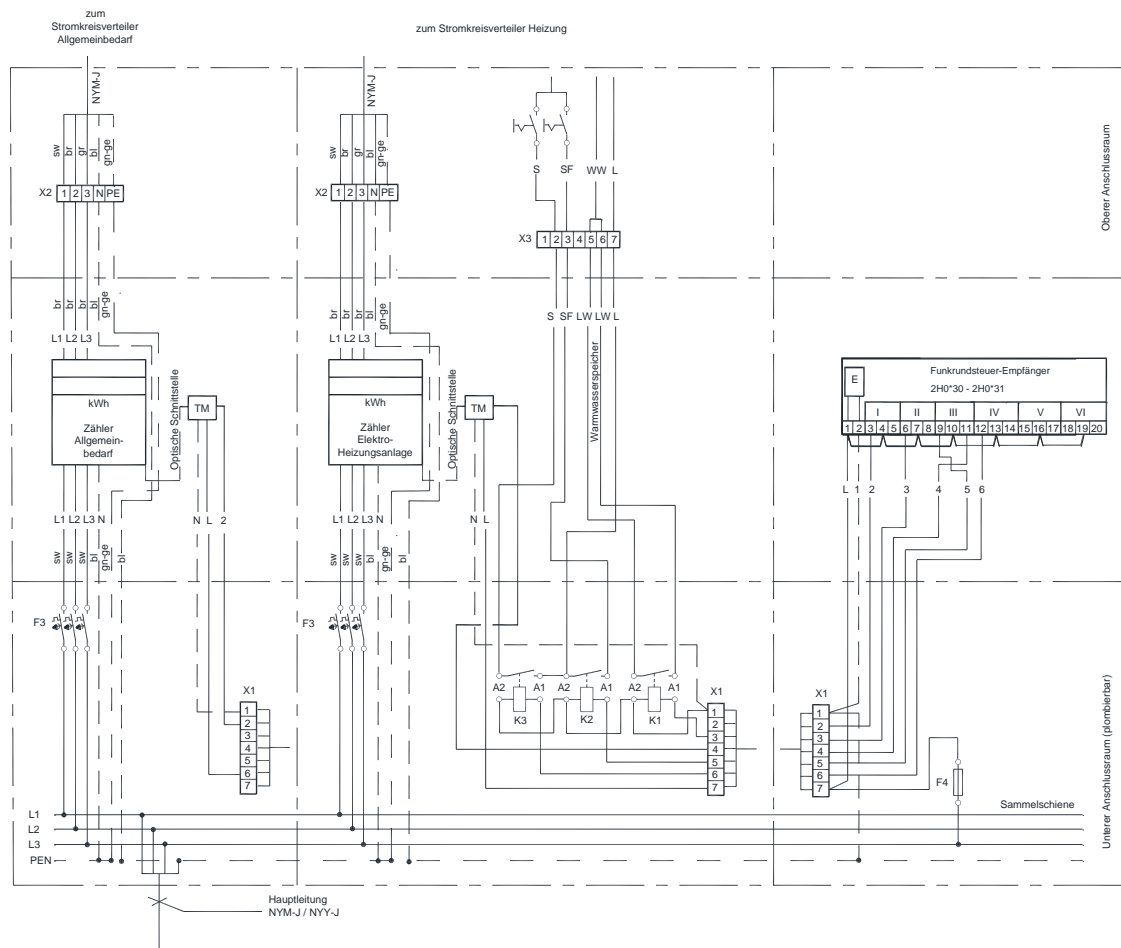 zum
Stromkreisverteiler
Allgemeinbedarf
zum Stromkreisverteiler Heizung
NYM-J
NYM-J
sw br gr bl gn-ge
sw br gr bl gn-ge
S SF WW L
X2 1 2 3 N PE
X2 1 2 3 N PE
X3 1 2 3 4 5 6 7
Oberer Anschlussraum
br br gr bl gn-ge
br br gr bl gn-ge
S SF LW LW L
L1 L2 L3
L1 L2 L3
Warmwasserspeicher
kWh
Zähler
Allgemein-
bedarf
Optische Schnittstelle
TM
kWh
Zähler
Elektro-
Heizungsanlage
Optische Schnittstelle
TM
E
Funkrundsteuer-Empfänger
2H0*30 - 2H0*31
I II III IV V VI
1 2 3 4 5 6 7 8 9 10 11 12 13 14 15 16 17 18 19 20
L 1 2 3 4 5 6
L1 L2 L3 N
N L 2
L1 L2 L3 N
N L
sw sw sw bl gn-ge bl
sw sw sw bl gn-ge bl
F3
F3
A2 A1 A2 A1 A2 A1
K3 K2 K1
X1
1
2
3
4
5
6
7
X1
1
2
3
4
5
6
7
X1
1
2
3
4
5
6
7
F4
Unterer Anschlussraum (plombierbar)
Sammelschiene
L1
L2
L3
PEN
Hauptleitung
NYM-J / NYY-J